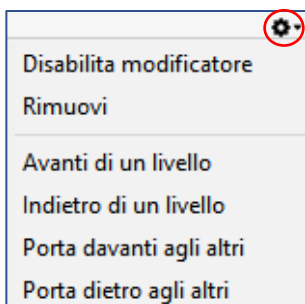 Disabilita modificatore
Rimuovi
Avanti di un livello
Indietro di un livello
Porta davanti agli altri
Porta dietro agli altri